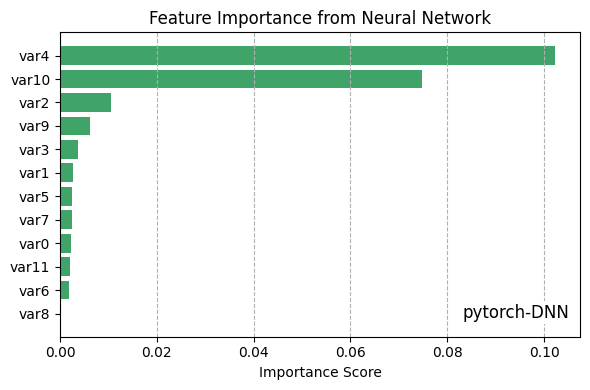 Feature Importance from Neural Network
var4
var10
var2
var9
var3
var1
var5
var7
var0
var11
var6
var8
pytorch-DNN
0.00 0.02 0.04 0.06 0.08 0.10
Importance Score